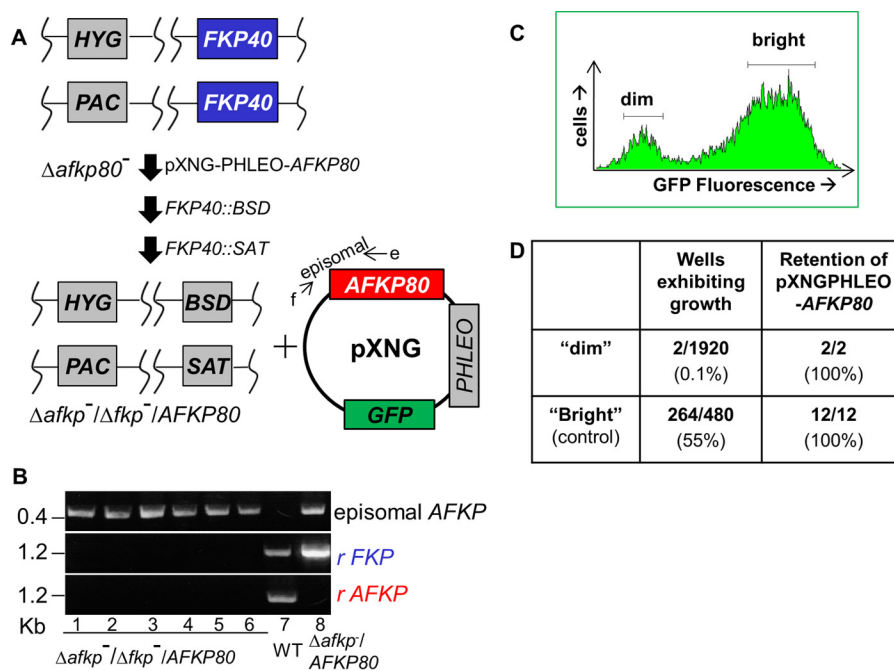 A
HYG
FKP40
PAC
FKP40
Δafkp80⁻
pXNG-PHLEO-AFKP80
FKP40::BSD
FKP40::SAT
HYG
BSD
PAC
SAT
Δafkp⁻/Δfkp⁻/AFKP80
+
f
episomal
e
AFKP80
pXNG
PHLEO
GFP
B
0.4
episomal AFKP
1.2
r FKP
1.2
r AFKP
Kb
1 2 3 4 5 6 7 8
Δafkp⁻/Δfkp⁻/AFKP80
WT
Δafkp⁻/
AFKP80
C
bright
dim
cells →
GFP Fluorescence →
D
Wells
exhibiting
growth
Retention of
pXNGPHLEO
-AFKP80
“dim”
2/1920
(0.1%)
2/2
(100%)
“Bright”
(control)
264/480
(55%)
12/12
(100%)